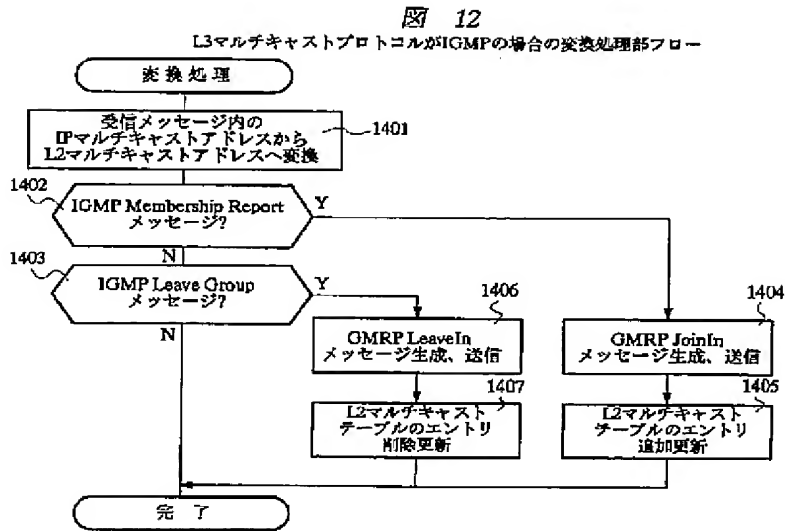 図 12
L3マルチキャストプロトコルがIGMPの場合の変換処理部フロー
変換処理
受信メッセージ内の
IPマルチキャストアドレスから
L2マルチキャストアドレスへ変換
1401
1402
IGMP Membership Report
メッセージ?
Y
N
1403
IGMP Leave Group
メッセージ?
Y
N
1406
GMRP LeaveIn
メッセージ生成、送信
1404
GMRP JoinIn
メッセージ生成、送信
1407
L2マルチキャスト
テーブルのエントリ
削除更新
1405
L2マルチキャスト
テーブルのエントリ
追加更新
完了